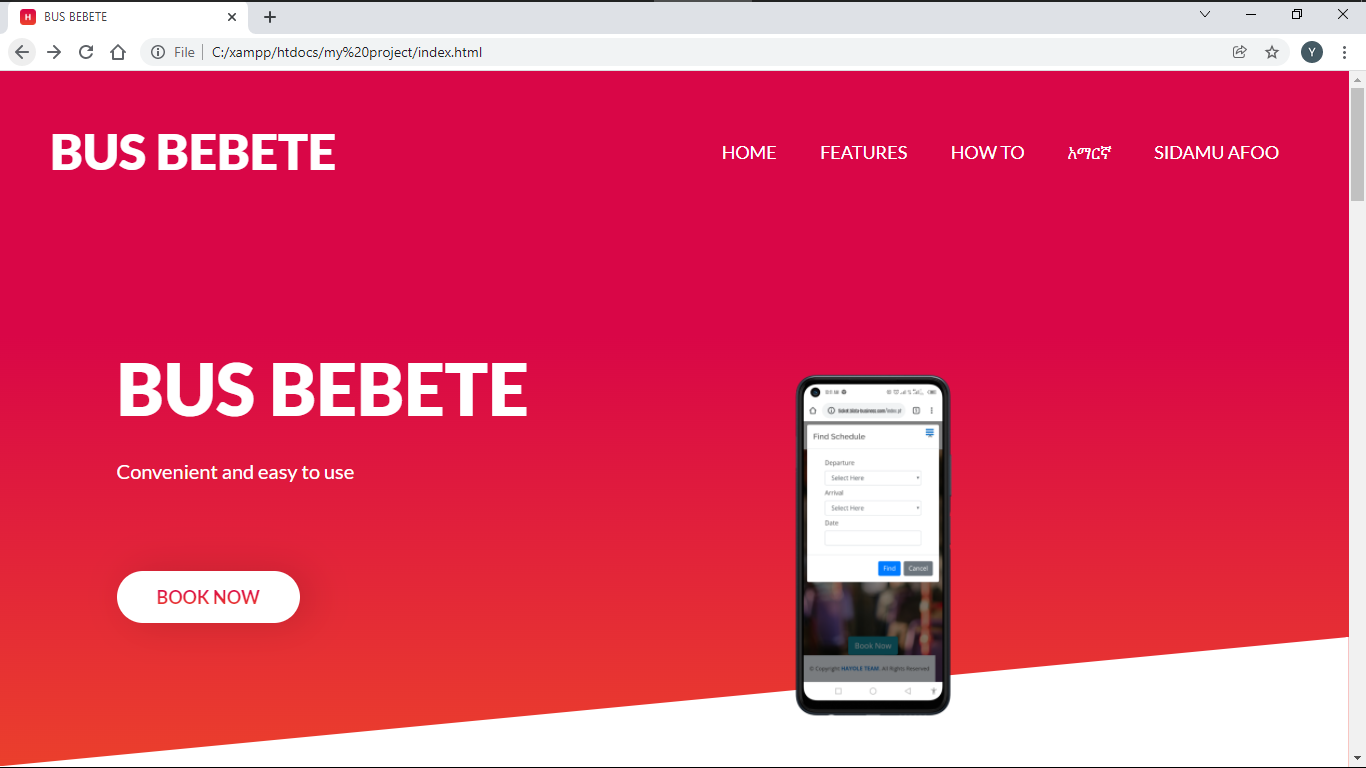 H BUS BEBETE
File C:/xampp/htdocs/my%20project/index.html
Y
BUS BEBETE
HOME FEATURES HOW TO አማርኛ SIDAMU AFOO
BUS BEBETE
Convenient and easy to use
BOOK NOW
Find Schedule
Departure
Select Here
Arrival
Select Here
Date
Find Cancel
Book Now
© Copyright NAYOLE TEAM. All Rights Reserved